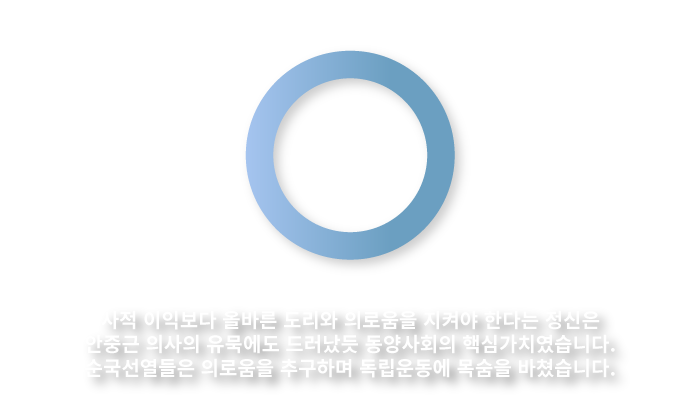 사적 이익보다 올바른 도리와 의로움을 지켜야 한다는 정신은
안중근 의사의 유묵에도 드러났듯 동양사회의 핵심가치였습니다.
순국선열들은 의로움을 추구하며 독립운동에 목숨을 바쳤습니다.